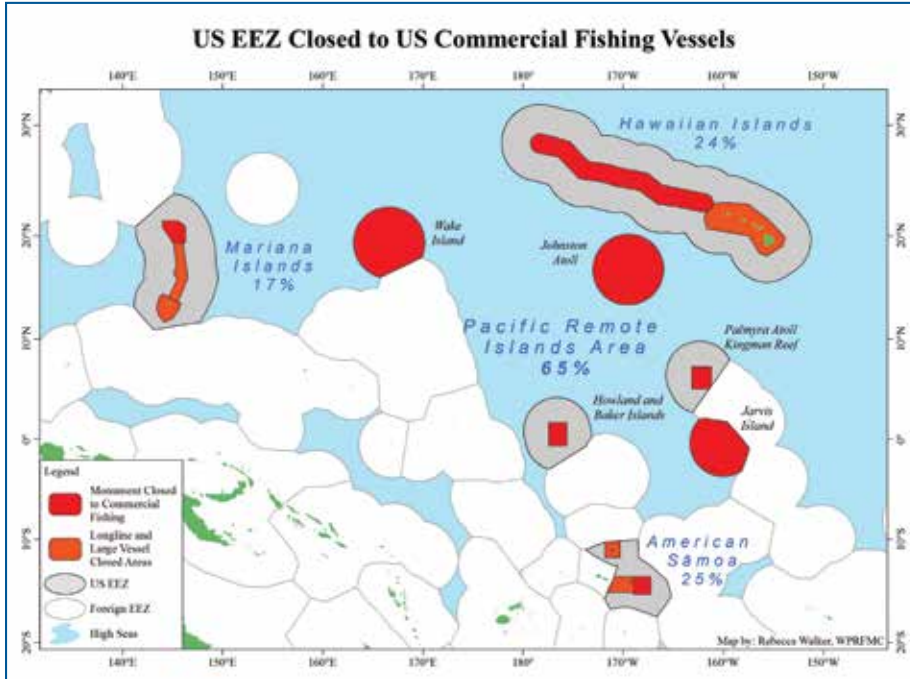 US EEZ Closed to US Commercial Fishing Vessels
140°E 150°E 160°E 170°E 180° 170°W 160°W 150°W
30°N 30°N
20°N 20°N
10°N 10°N
0° 0°
10°S 10°S
20°S 20°S
Hawaiian Islands
24%
Wake
Island
Johnston
Atoll
Mariana
Islands
17%
Pacific Remote
Islands Area
65%
Palmyra Atoll
Kingman Reef
Howland and
Baker Islands
Jarvis
Island
American
Sāmoa
25%
Legend
Monument Closed
to Commercial
Fishing
Longline and
Large Vessel
Closed Areas
US EEZ
Foreign EEZ
High Seas
Map by: Rebecca Walker, WPRFMC
140°E 150°E 160°E 170°E 180° 170°W 160°W 150°W